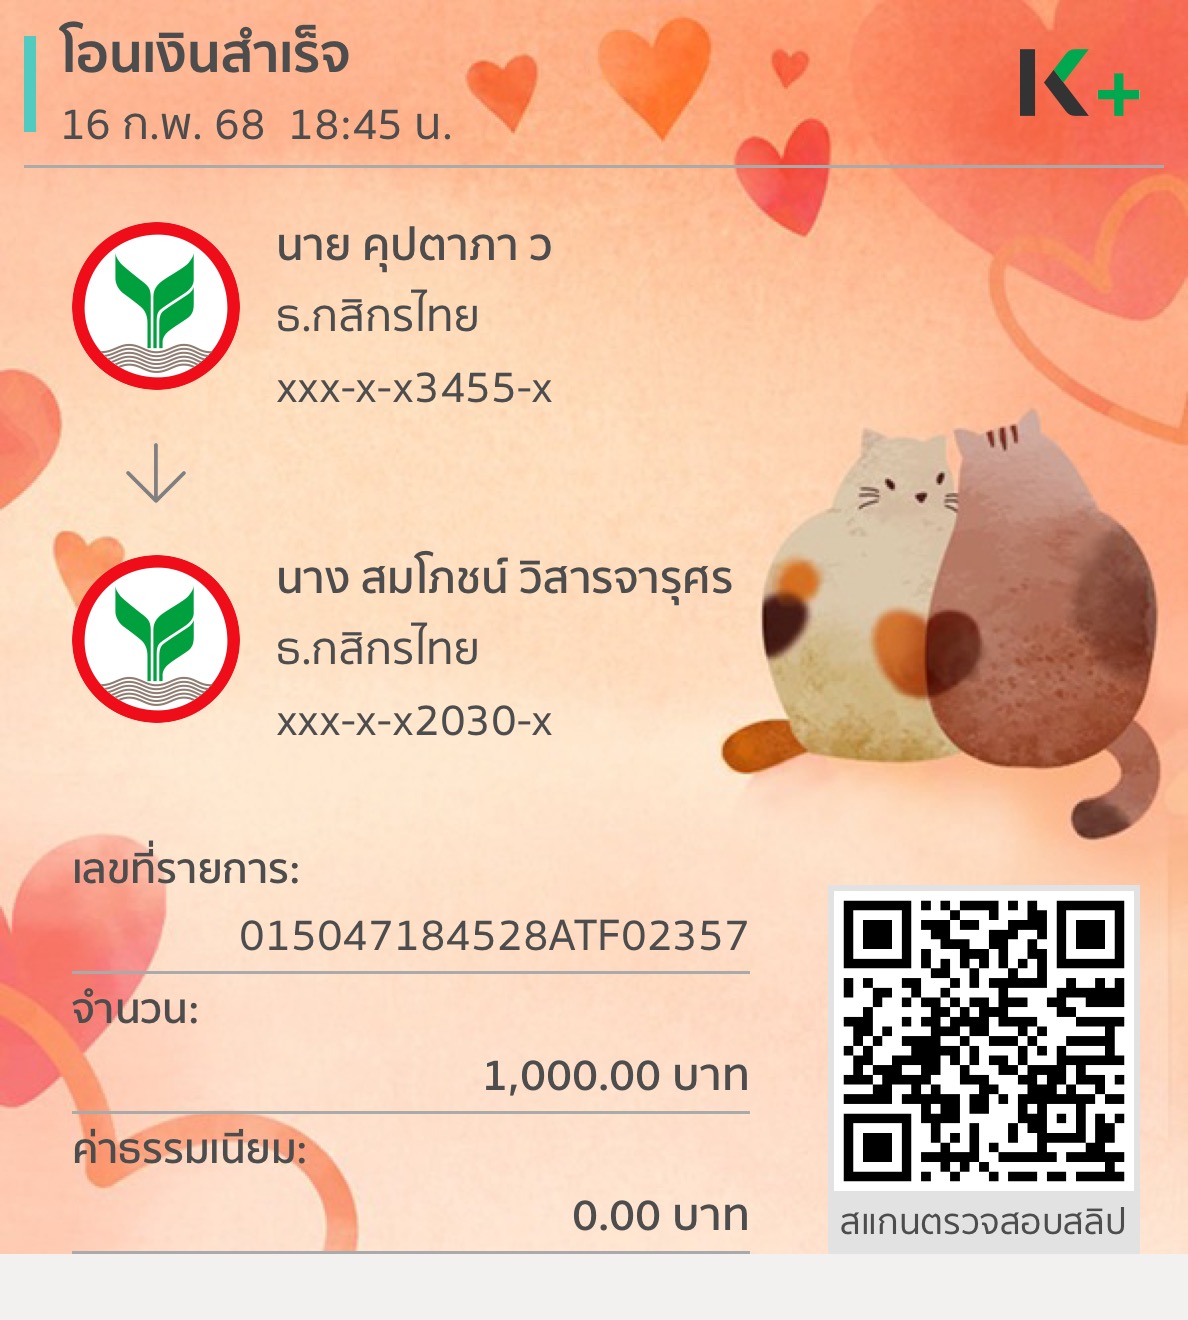 โอนเงินสำเร็จ
16 ก.พ. 68 18:45 น.
K+
นาย คุปตาภา ว
ธ.กสิกรไทย
xxx-x-x3455-x
นาง สมโภชน์ วิสารจารุศร
ธ.กสิกรไทย
xxx-x-x2030-x
เลขที่รายการ:
015047184528ATF02357
จำนวน:
1,000.00 บาท
ค่าธรรมเนียม:
0.00 บาท
สแกนตรวจสอบสลิป